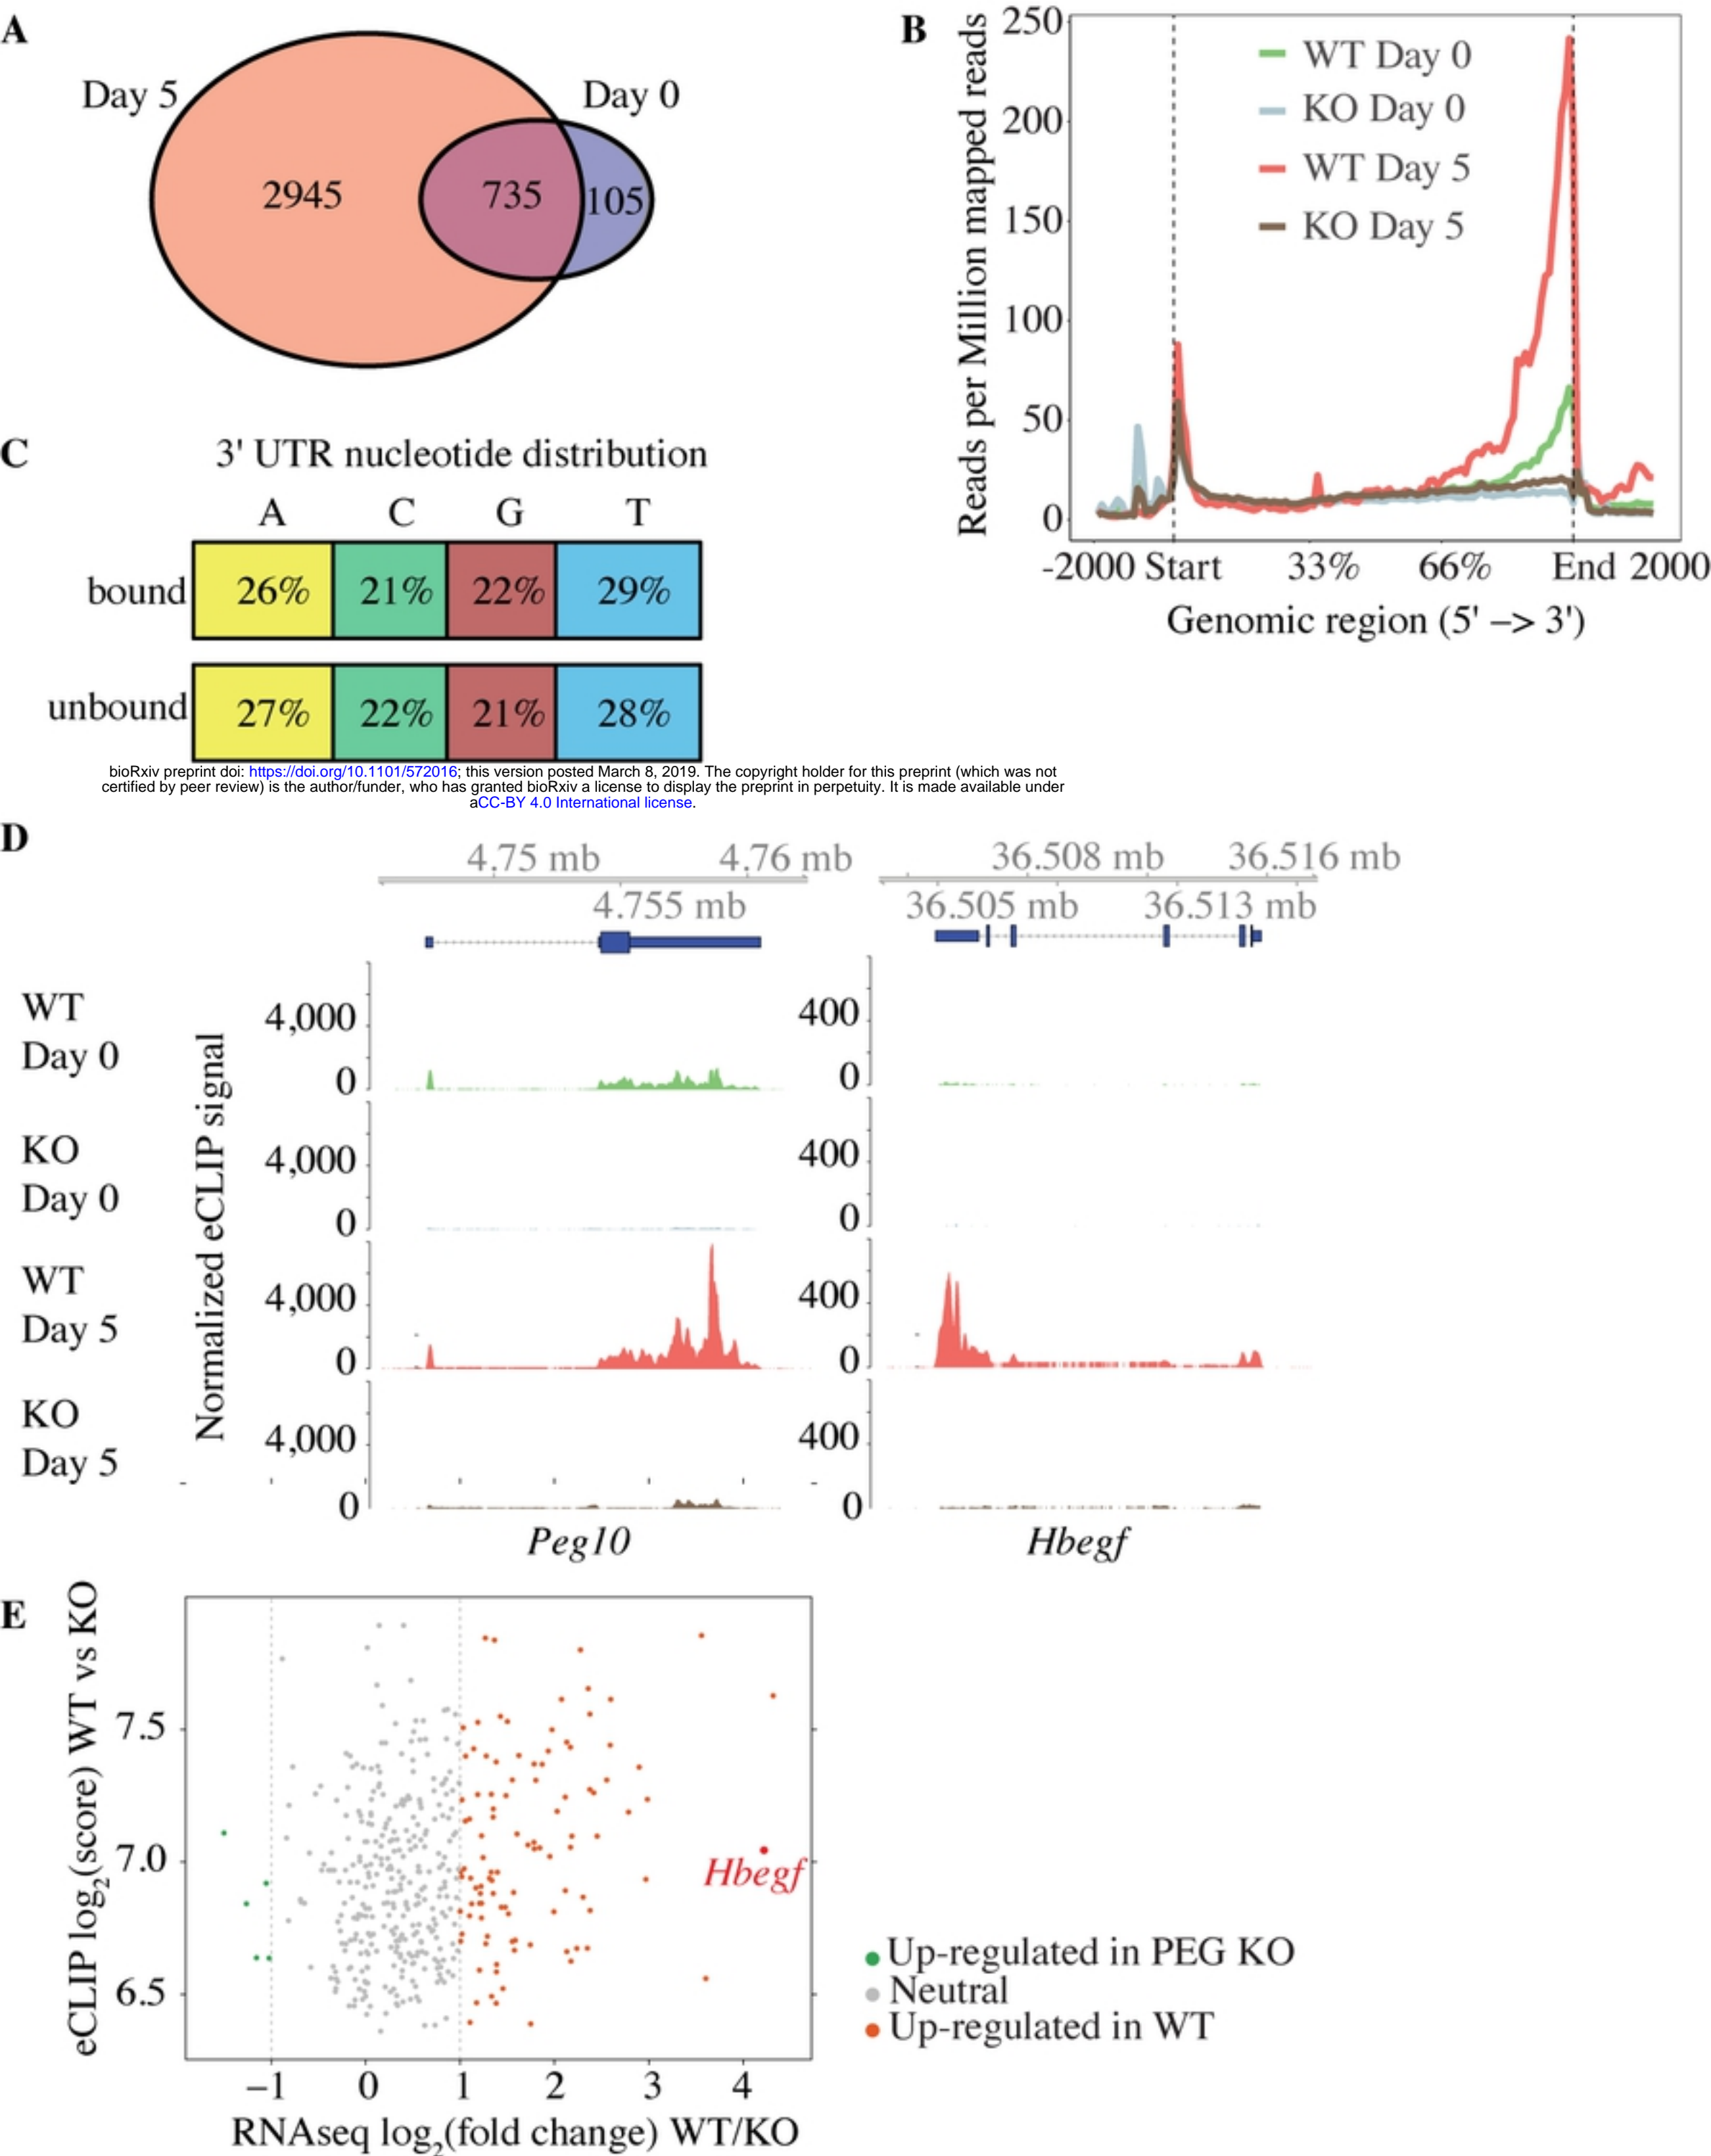 A
Day 5
Day 0
2945
735
105
B
Reads per Million mapped reads
250
200
150
100
50
0
WT Day 0
KO Day 0
WT Day 5
KO Day 5
-2000 Start 33% 66% End 2000
Genomic region (5' –> 3')
C
3' UTR nucleotide distribution
A C G T
bound 26% 21% 22% 29%
unbound 27% 22% 21% 28%
bioRxiv preprint doi: https://doi.org/10.1101/572016; this version posted March 8, 2019. The copyright holder for this preprint (which was not
certified by peer review) is the author/funder, who has granted bioRxiv a license to display the preprint in perpetuity. It is made available under
aCC-BY 4.0 International license.
D
4.75 mb 4.76 mb 36.508 mb 36.516 mb
4.755 mb 36.505 mb 36.513 mb
Normalized eCLIP signal
WT
Day 0
4,000
0
400
0
KO
Day 0
4,000
0
400
0
WT
Day 5
4,000
0
400
0
KO
Day 5
4,000
0
400
0
Peg10 Hbegf
E
eCLIP log2(score) WT vs KO
7.5
7.0
6.5
Hbegf
Up-regulated in PEG KO
Neutral
Up-regulated in WT
−1 0 1 2 3 4
RNAseq log2(fold change) WT/KO